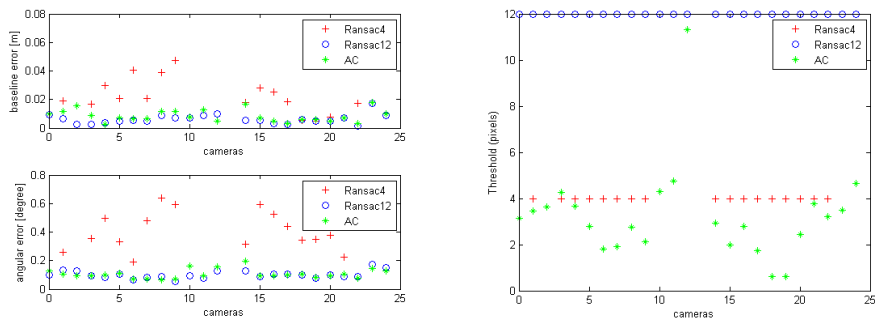 0.08
0.06
0.04
0.02
0
baseline error [m]
0 5 10 15 20 25
cameras
Ransac4
Ransac12
AC
0.8
0.6
0.4
0.2
0
angular error [degree]
0 5 10 15 20 25
cameras
Ransac4
Ransac12
AC
12
10
8
6
4
2
0
Threshold (pixels)
0 5 10 15 20 25
cameras
Ransac4
Ransac12
AC